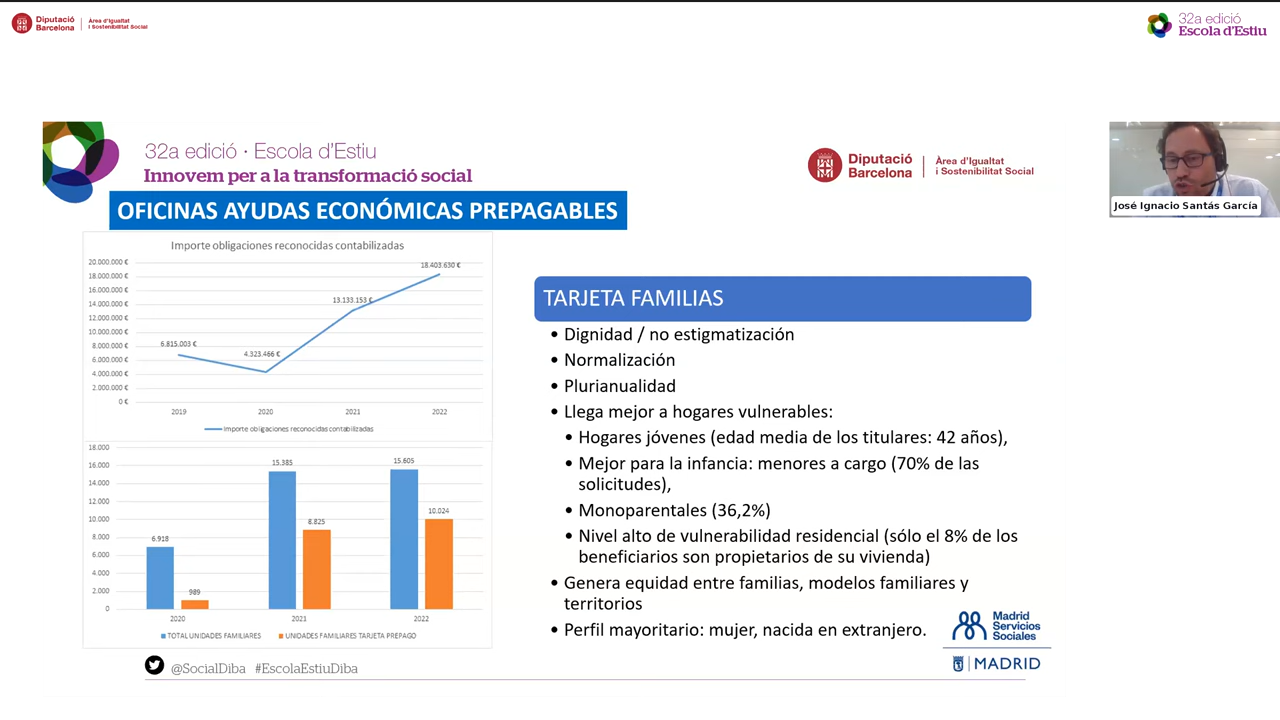 Diputació
Barcelona
Àrea d'Igualtat
i Sostenibilitat Social
32a edició
Escola d'Estiu
32a edició · Escola d'Estiu
Innovem per a la transformació social
Diputació
Barcelona
Àrea d'Igualtat
i Sostenibilitat Social
José Ignacio Santás García
OFICINAS AYUDAS ECONÓMICAS PREPAGABLES
Importe obligaciones reconocidas contabilizadas
20.000.000 €
18.000.000 €
16.000.000 €
14.000.000 €
12.000.000 €
10.000.000 €
8.000.000 €
6.000.000 €
4.000.000 €
2.000.000 €
0 €
6.815.003 €
4.323.466 €
13.133.153 €
18.403.630 €
2019
2020
2021
2022
Importe obligaciones reconocidas contabilizadas
18.000
16.000
14.000
12.000
10.000
8.000
6.000
4.000
2.000
0
6.918
989
15.385
8.825
15.605
10.024
2020
2021
2022
TOTAL UNIDADES FAMILIARES
UNIDADES FAMILIARES TARJETA PREPAGO
TARJETA FAMILIAS
• Dignidad / no estigmatización
• Normalización
• Plurianualidad
• Llega mejor a hogares vulnerables:
• Hogares jóvenes (edad media de los titulares: 42 años),
• Mejor para la infancia: menores a cargo (70% de las
solicitudes),
• Monoparentales (36,2%)
• Nivel alto de vulnerabilidad residencial (sólo el 8% de los
beneficiarios son propietarios de su vivienda)
• Genera equidad entre familias, modelos familiares y
territorios
• Perfil mayoritario: mujer, nacida en extranjero.
Madrid
Servicios
Sociales
MADRID
@SocialDiba #EscolaEstiuDiba